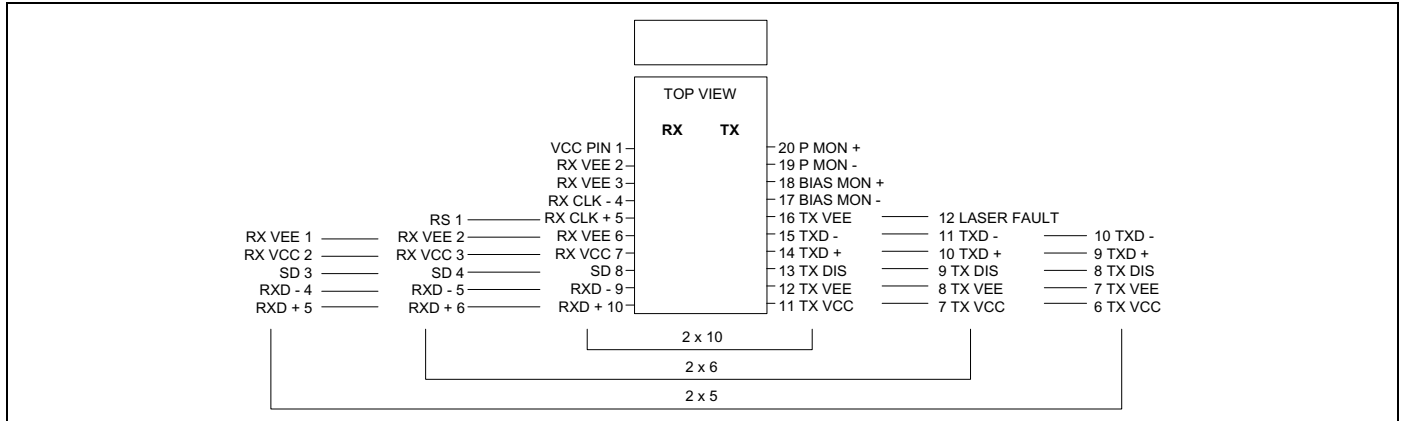 TOP VIEW
RX TX
VCC PIN 1 20 P MON +
RX VEE 2 19 P MON -
RX VEE 3 18 BIAS MON +
RX CLK - 4 17 BIAS MON -
RS 1 RX CLK + 5 16 TX VEE 12 LASER FAULT
RX VEE 1 RX VEE 2 RX VEE 6 15 TXD - 11 TXD - 10 TXD -
RX VCC 2 RX VCC 3 RX VCC 7 14 TXD + 10 TXD + 9 TXD +
SD 3 SD 4 SD 8 13 TX DIS 9 TX DIS 8 TX DIS
RXD - 4 RXD - 5 RXD - 9 12 TX VEE 8 TX VEE 7 TX VEE
RXD + 5 RXD + 6 RXD + 10 11 TX VCC 7 TX VCC 6 TX VCC
2 x 10
2 x 6
2 x 5